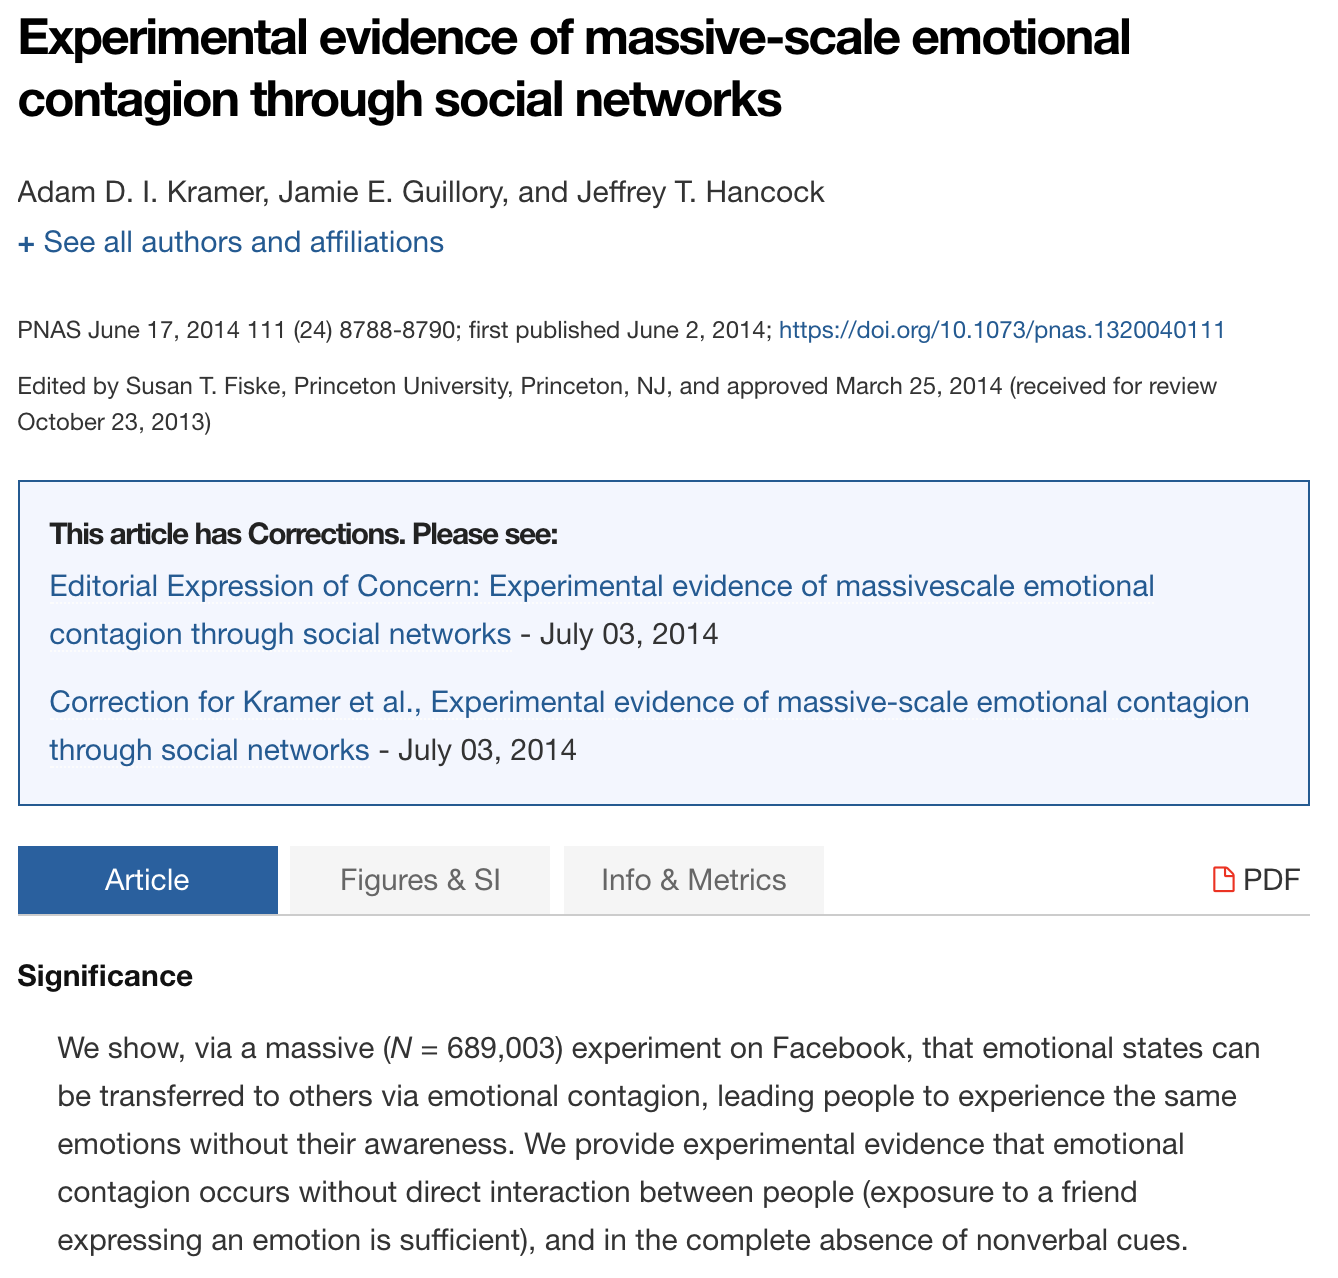 Experimental evidence of massive-scale emotional
contagion through social networks
Adam D. I. Kramer, Jamie E. Guillory, and Jeffrey T. Hancock
+ See all authors and affiliations
PNAS June 17, 2014 111 (24) 8788-8790; first published June 2, 2014; https://doi.org/10.1073/pnas.1320040111
Edited by Susan T. Fiske, Princeton University, Princeton, NJ, and approved March 25, 2014 (received for review
October 23, 2013)
This article has Corrections. Please see:
Editorial Expression of Concern: Experimental evidence of massivescale emotional
contagion through social networks - July 03, 2014
Correction for Kramer et al., Experimental evidence of massive-scale emotional contagion
through social networks - July 03, 2014
Article Figures & SI Info & Metrics PDF
Significance
We show, via a massive (N = 689,003) experiment on Facebook, that emotional states can
be transferred to others via emotional contagion, leading people to experience the same
emotions without their awareness. We provide experimental evidence that emotional
contagion occurs without direct interaction between people (exposure to a friend
expressing an emotion is sufficient), and in the complete absence of nonverbal cues.